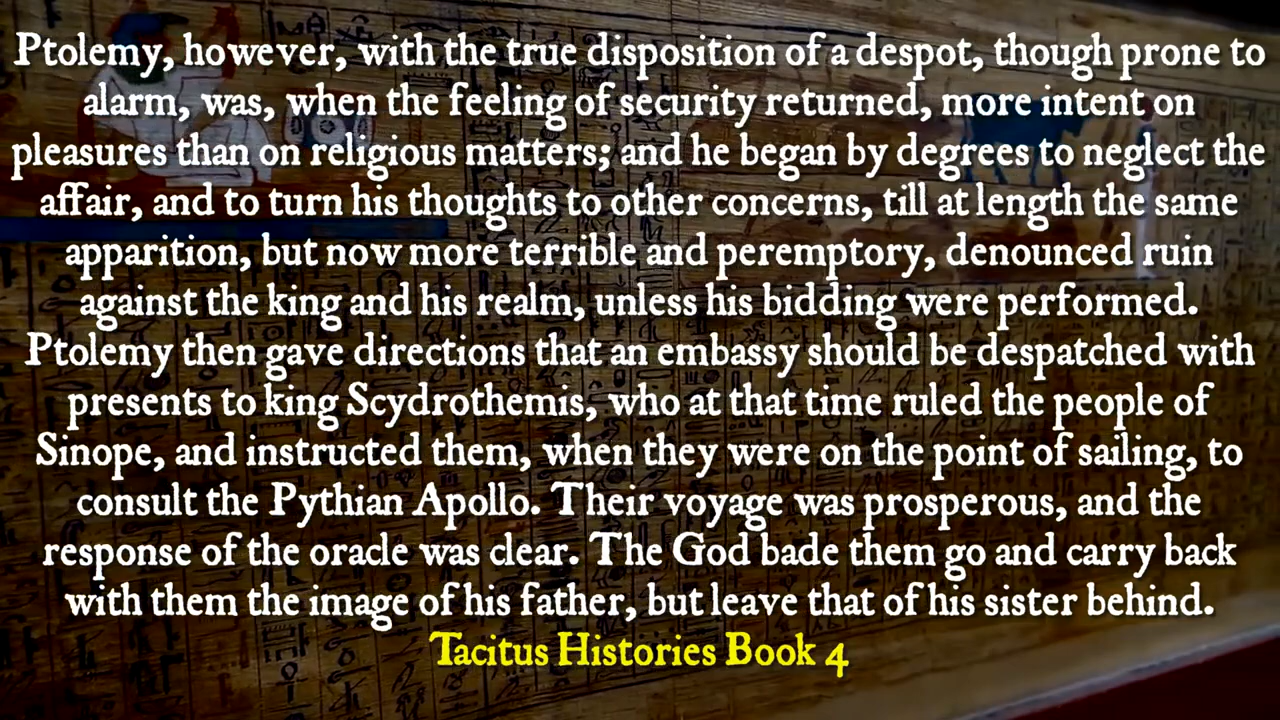 Ptolemy, however, with the true disposition of a despot, though prone to
alarm, was, when the feeling of security returned, more intent on
pleasures than on religious matters; and he began by degrees to neglect the
affair, and to turn his thoughts to other concerns, till at length the same
apparition, but now more terrible and peremptory, denounced ruin
against the king and his realm, unless his bidding were performed.
Ptolemy then gave directions that an embassy should be despatched with
presents to king Scydrothemis, who at that time ruled the people of
Sinope, and instructed them, when they were on the point of sailing, to
consult the Pythian Apollo. Their voyage was prosperous, and the
response of the oracle was clear. The God bade them go and carry back
with them the image of his father, but leave that of his sister behind.
Tacitus Histories Book 4